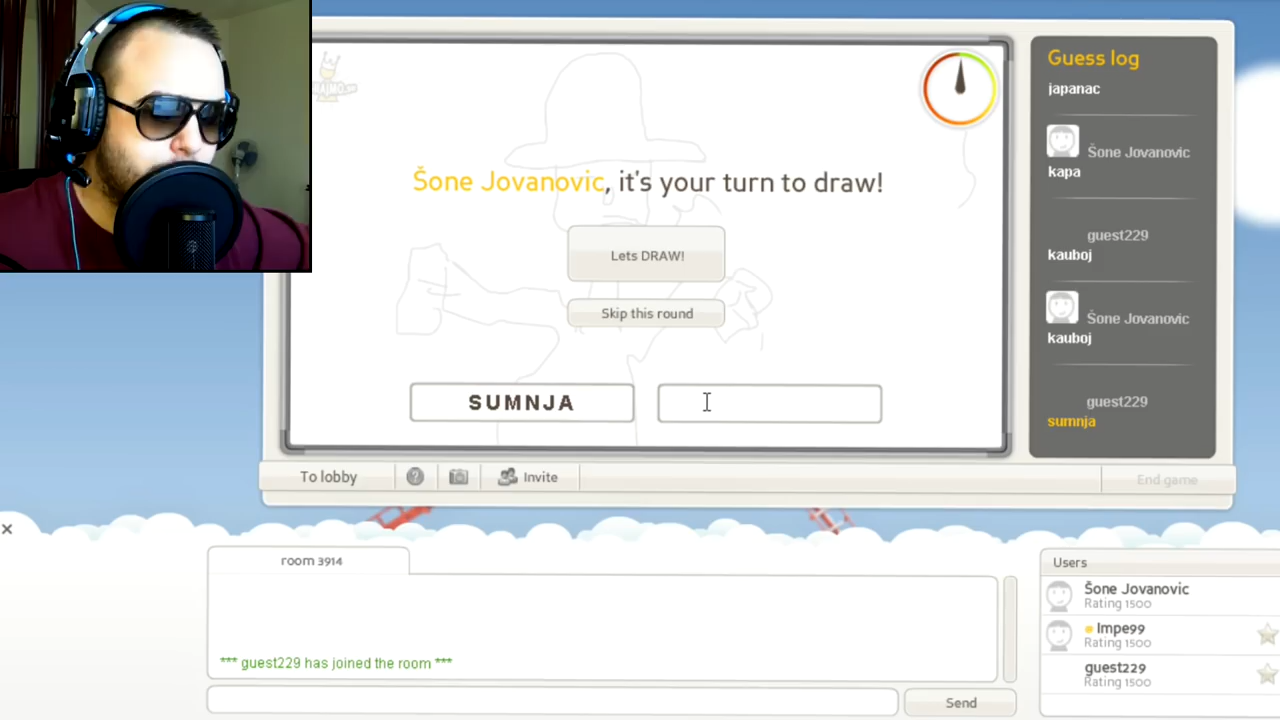 Guess log
japanac
Šone Jovanovic
kapa
guest229
kauboj
Šone Jovanovic
kauboj
guest229
sumnja
Šone Jovanovic, it's your turn to draw!
Lets DRAW!
Skip this round
SUMNJA
To lobby
? Invite
End game
room 3914
*** guest229 has joined the room ***
Send
Users
Šone Jovanovic
Rating 1500
Impe99
Rating 1500
guest229
Rating 1500